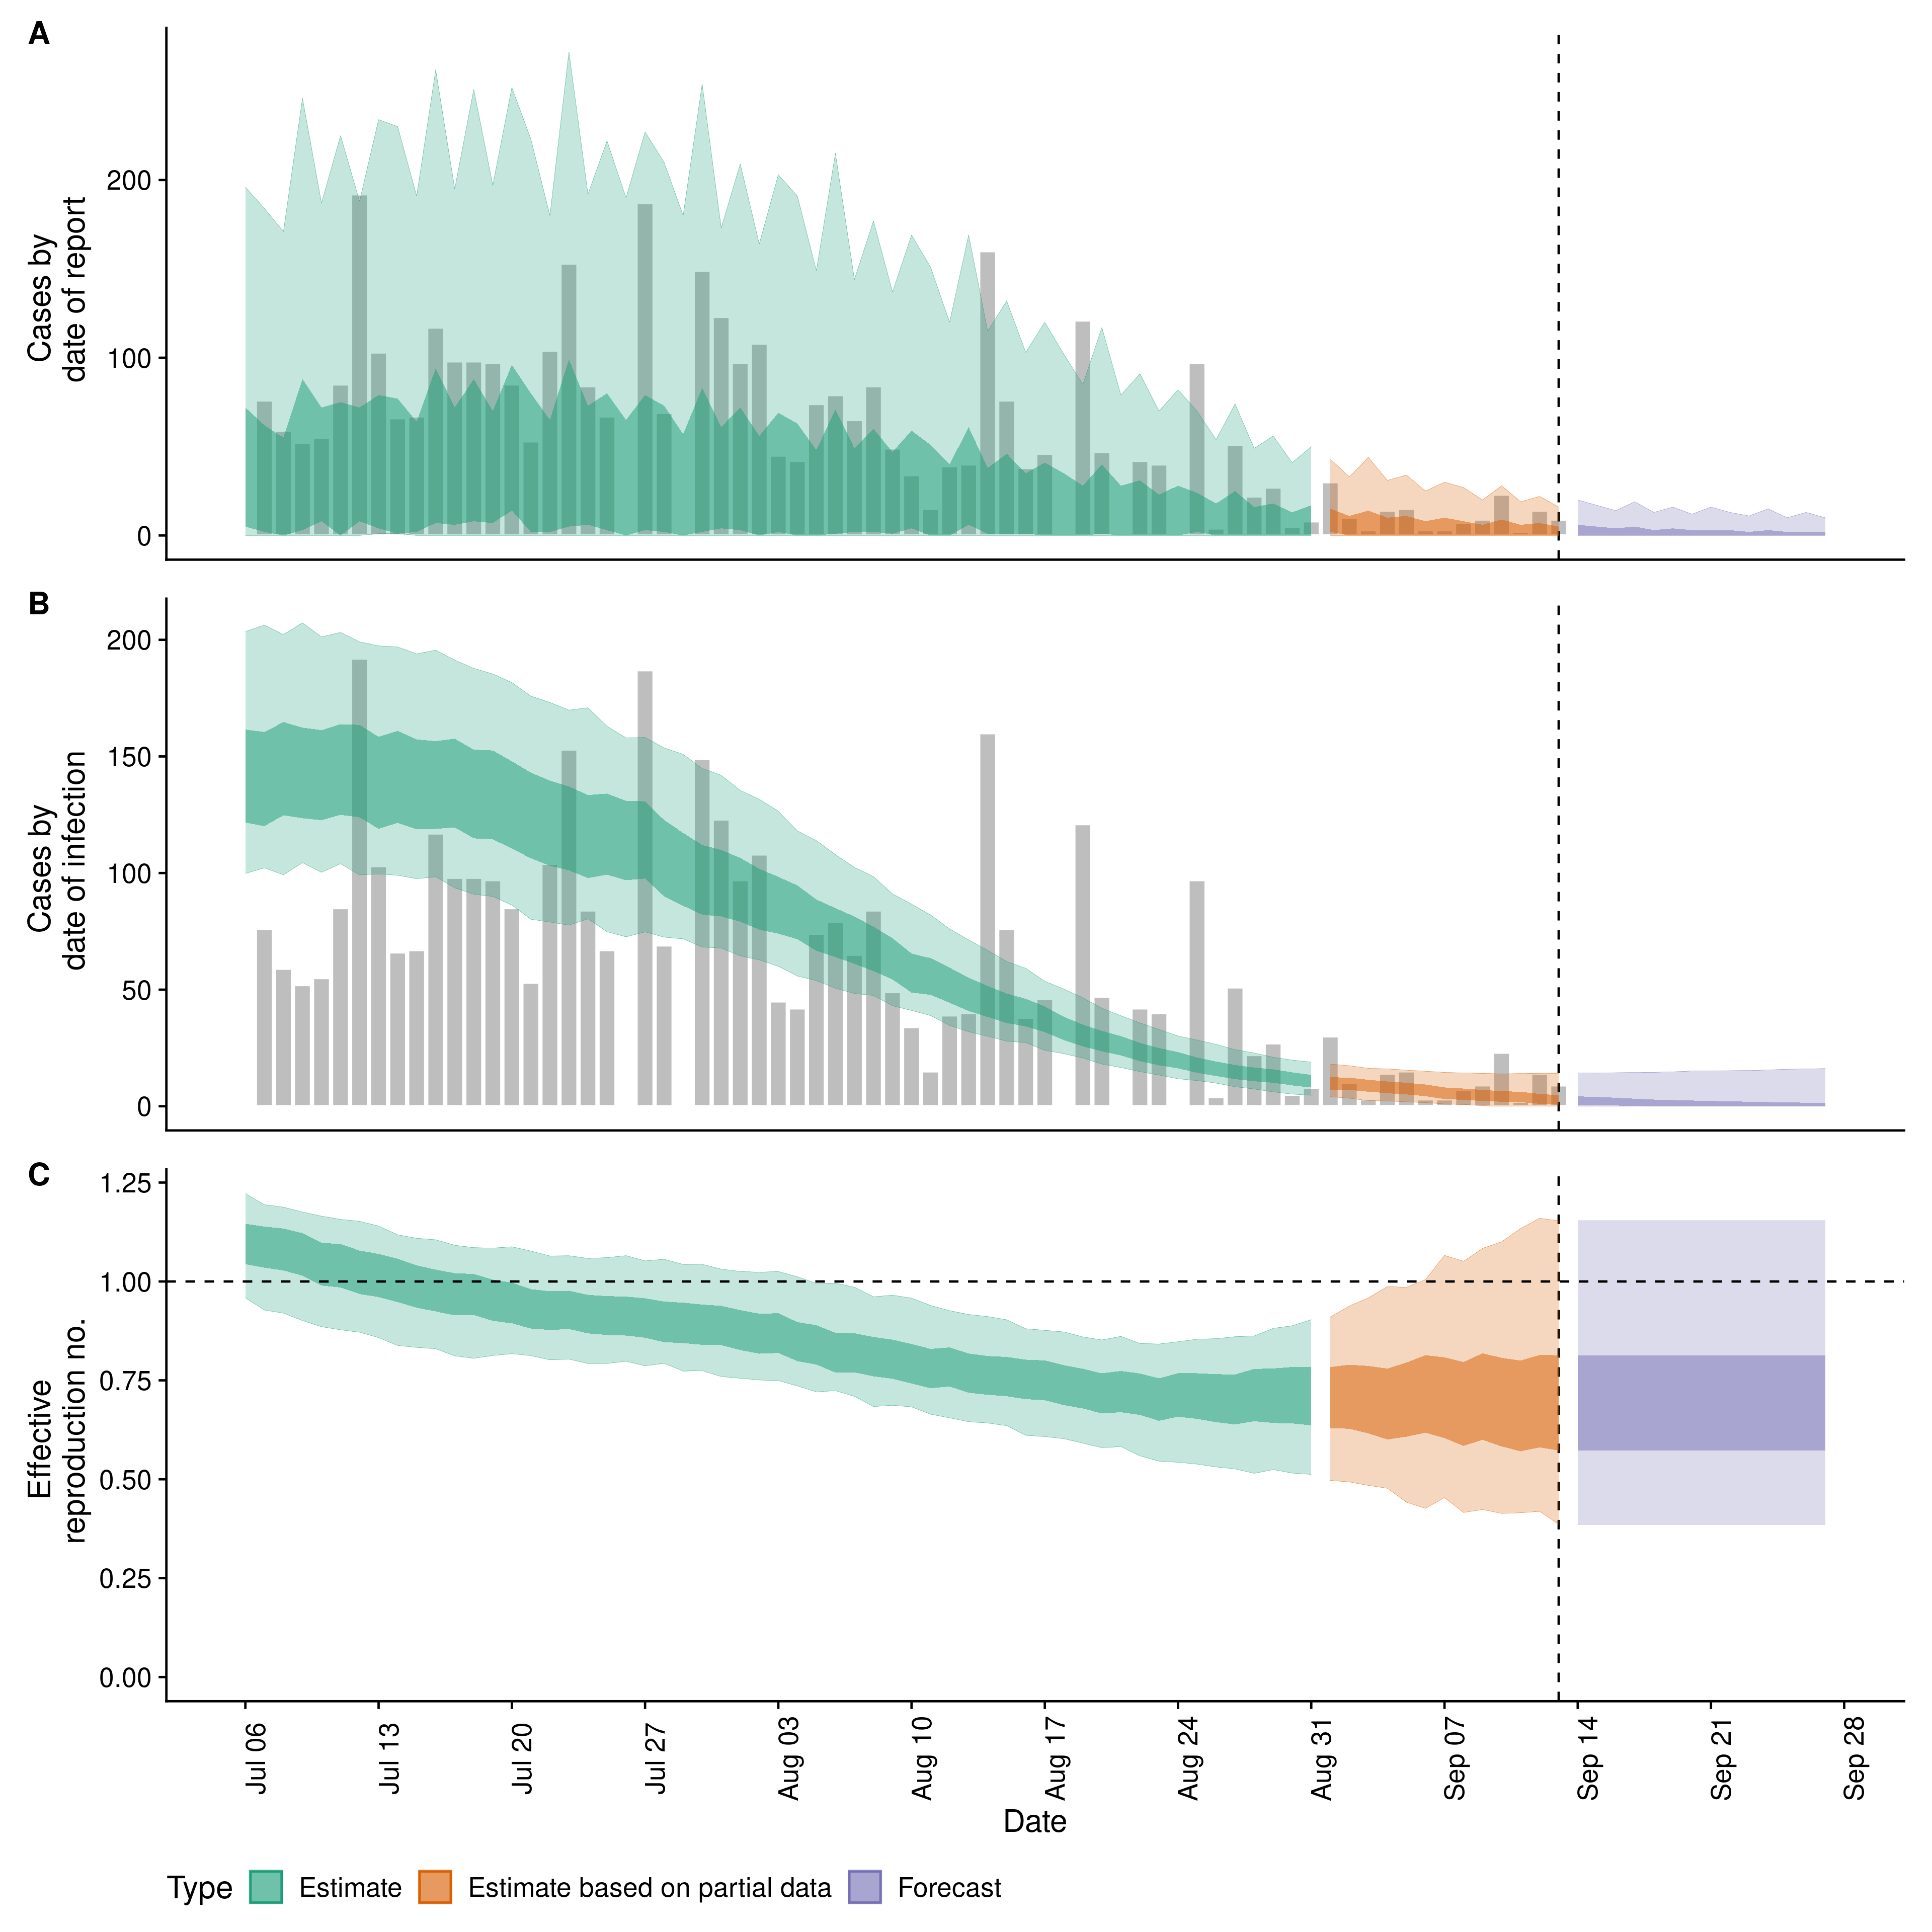 A
Cases by
date of report
200
100
0
B
Cases by
date of infection
200
150
100
50
0
C
Effective
reproduction no.
1.25
1.00
0.75
0.50
0.25
0.00
Jul 06
Jul 13
Jul 20
Jul 27
Aug 03
Aug 10
Aug 17
Aug 24
Aug 31
Sep 07
Sep 14
Sep 21
Sep 28
Date
Type Estimate Estimate based on partial data Forecast